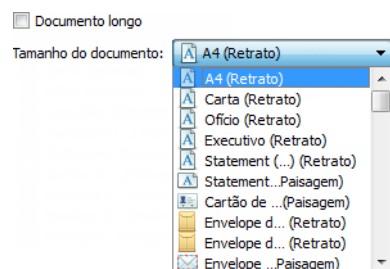 Documento longo
Tamanho do documento: A4 (Retrato)
A4 (Retrato)
Carta (Retrato)
Ofício (Retrato)
Executivo (Retrato)
Statement (...) (Retrato)
Statement...Paisagem)
Cartão de ...(Paisagem)
Envelope d... (Retrato)
Envelope d... (Retrato)
Envelope ...Paisagem)